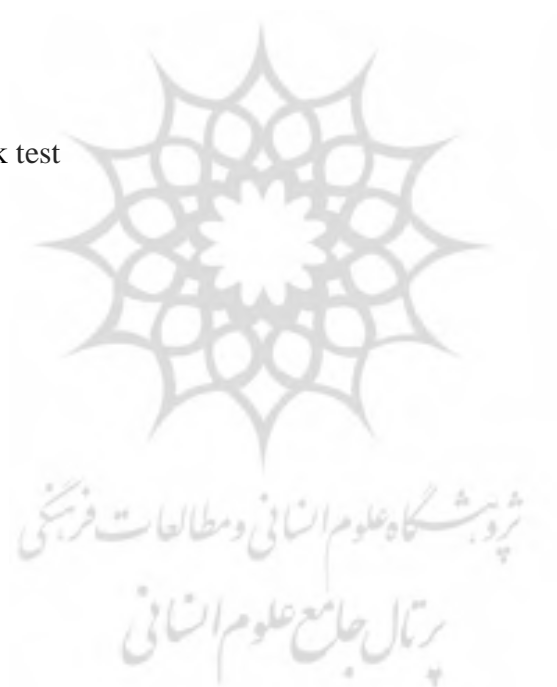 k test
پژوهشگاه علوم انسانی و مطالعات فرهنگی
پرتال جامع علوم انسانی